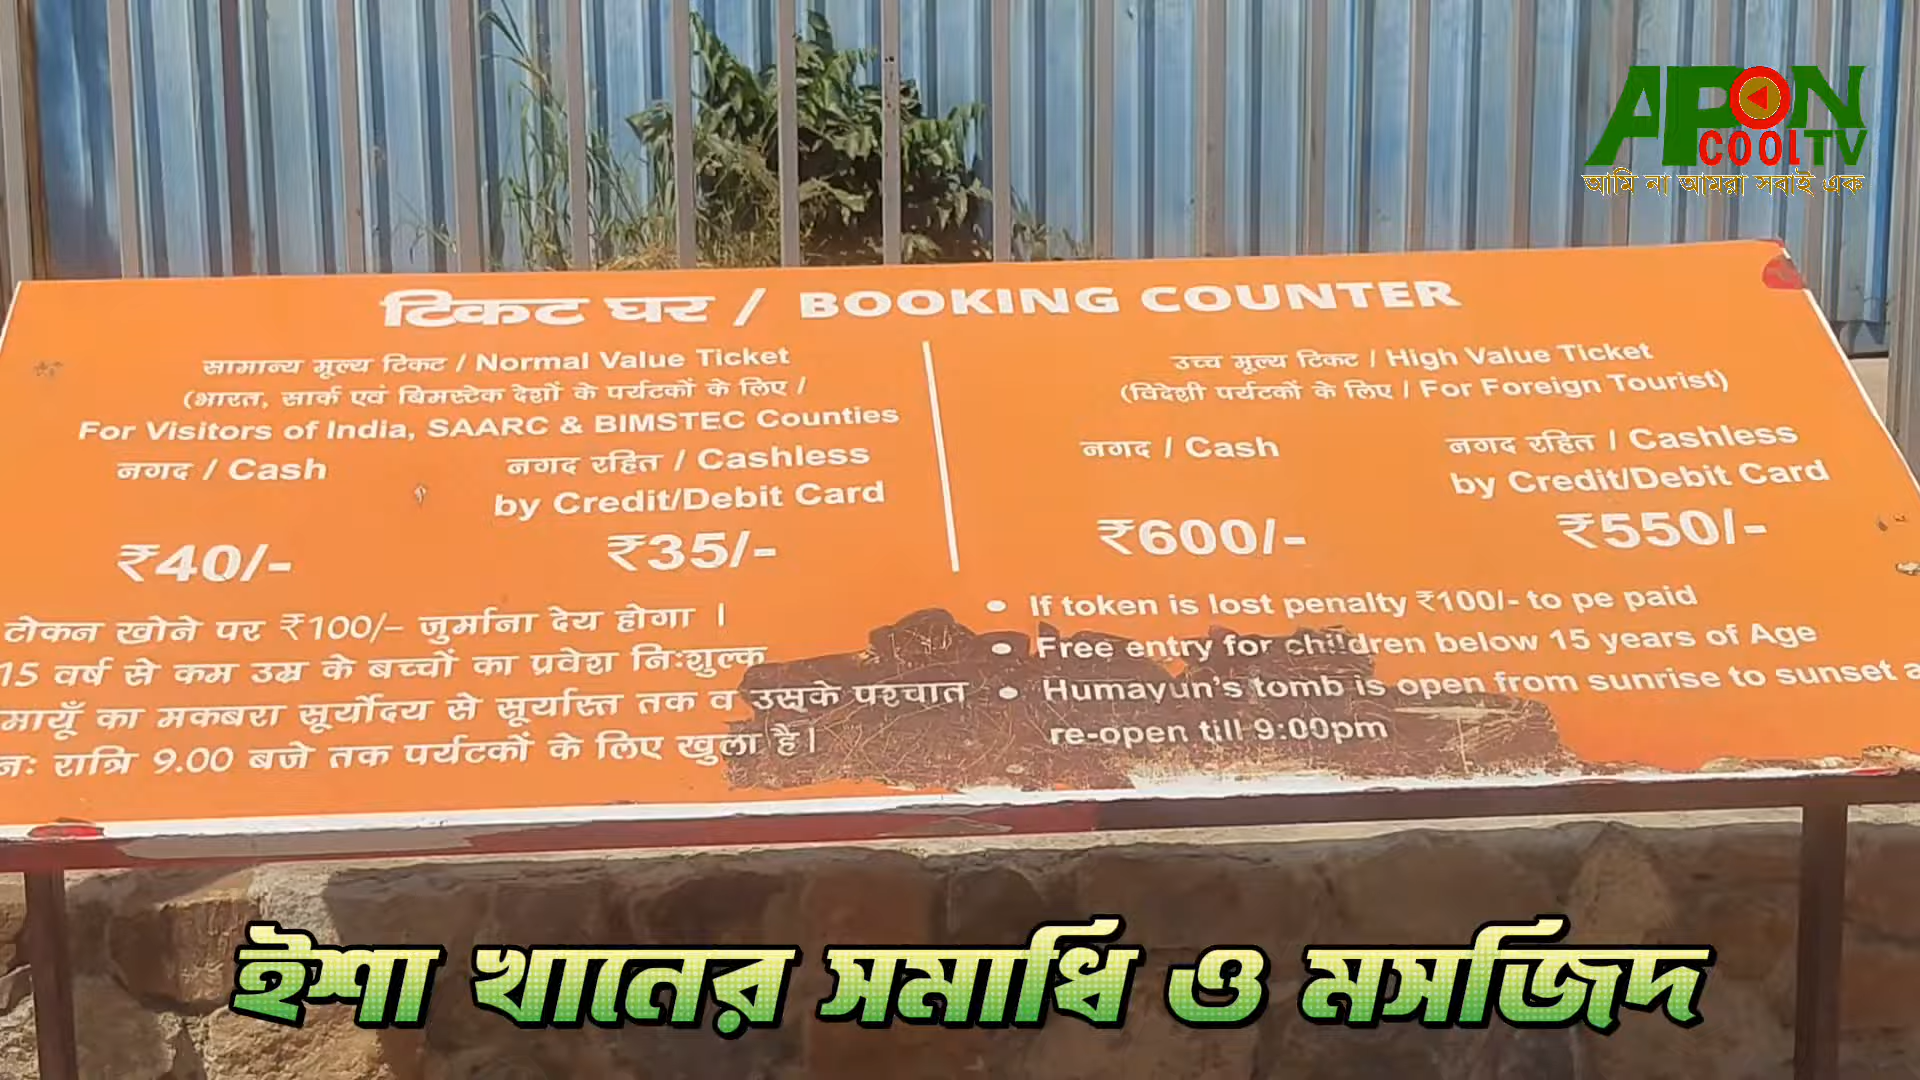 APON
COOL TV
আমি না আমরা সবাই এক
टिकट घर / BOOKING COUNTER
सामान्य मूल्य टिकट / Normal Value Ticket
(भारत, सार्क एवं बिमस्टेक देशों के पर्यटकों के लिए /
For Visitors of India, SAARC & BIMSTEC Counties
नगद / Cash
नगद रहित / Cashless
by Credit/Debit Card
₹40/-
₹35/-
उच्च मूल्य टिकट / High Value Ticket
(विदेशी पर्यटकों के लिए / For Foreign Tourist)
नगद / Cash
नगद रहित / Cashless
by Credit/Debit Card
₹600/-
₹550/-
टोकन खोने पर ₹100/- जुर्माना देय होगा ।
15 वर्ष से कम उम्र के बच्चों का प्रवेश निःशुल्क
मायूँ का मकबरा सूर्योदय से सूर्यास्त तक व उसके पश्चात
नः रात्रि 9.00 बजे तक पर्यटकों के लिए खुला है।
• If token is lost penalty ₹100/- to pe paid
• Free entry for children below 15 years of Age
• Humayun's tomb is open from sunrise to sunset a
re-open till 9:00pm
ইশা খানের সমাধি ও মসজিদ